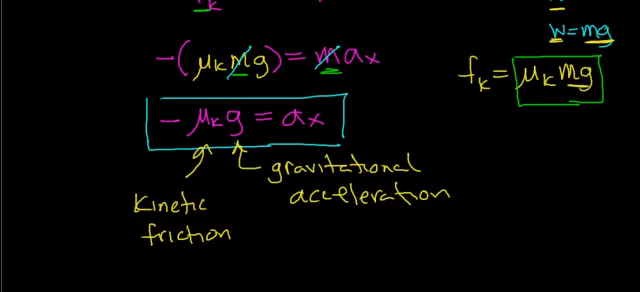 w = mg
-(μₖmg) = max
fₖ = μₖmg
-μₖg = ax
gravitational
acceleration
Kinetic
friction